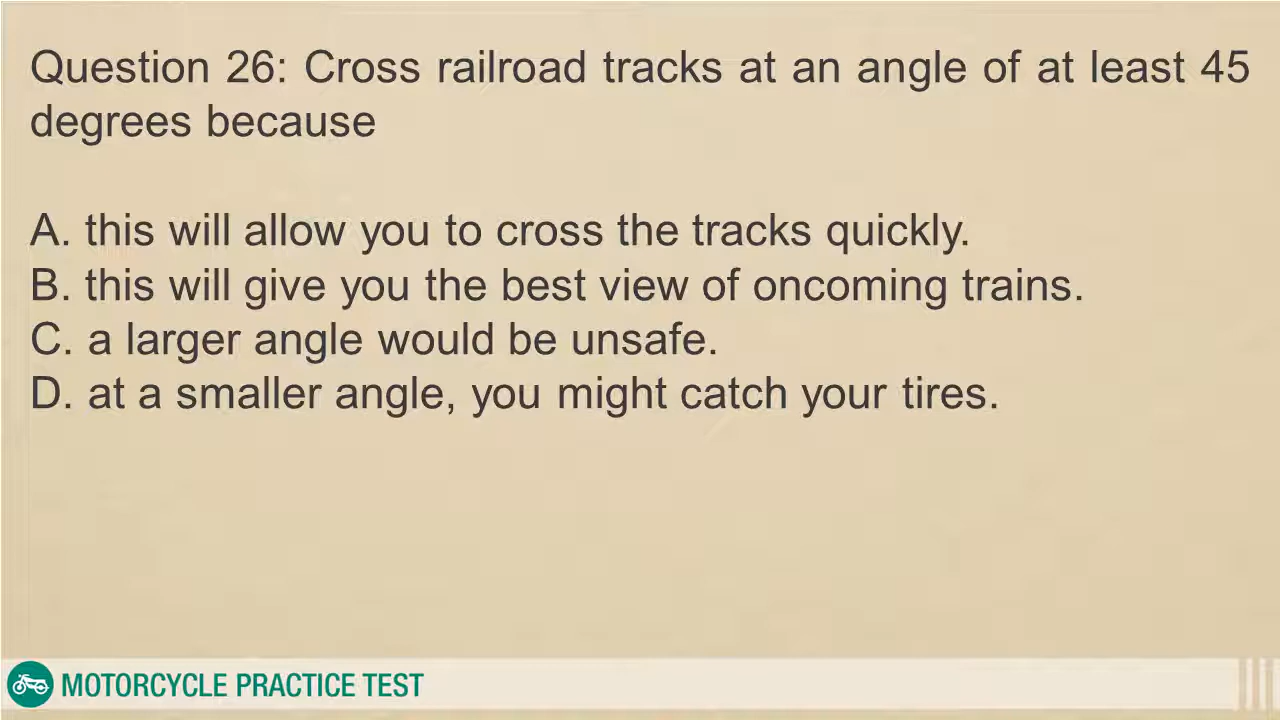 Question 26: Cross railroad tracks at an angle of at least 45
degrees because
A. this will allow you to cross the tracks quickly.
B. this will give you the best view of oncoming trains.
C. a larger angle would be unsafe.
D. at a smaller angle, you might catch your tires.
MOTORCYCLE PRACTICE TEST